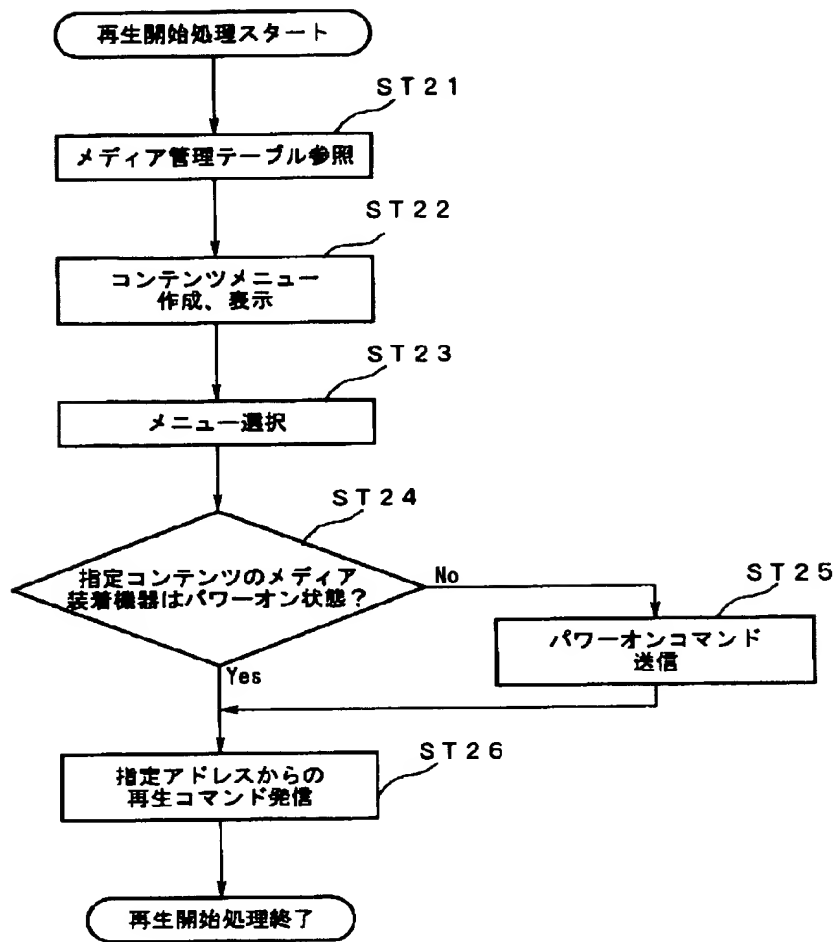 再生開始処理スタート
ST21
メディア管理テーブル参照
ST22
コンテンツメニュー
作成、表示
ST23
メニュー選択
ST24
指定コンテンツのメディア
装着機器はパワーオン状態?
No
ST25
パワーオンコマンド
送信
Yes
ST26
指定アドレスからの
再生コマンド発信
再生開始処理終了